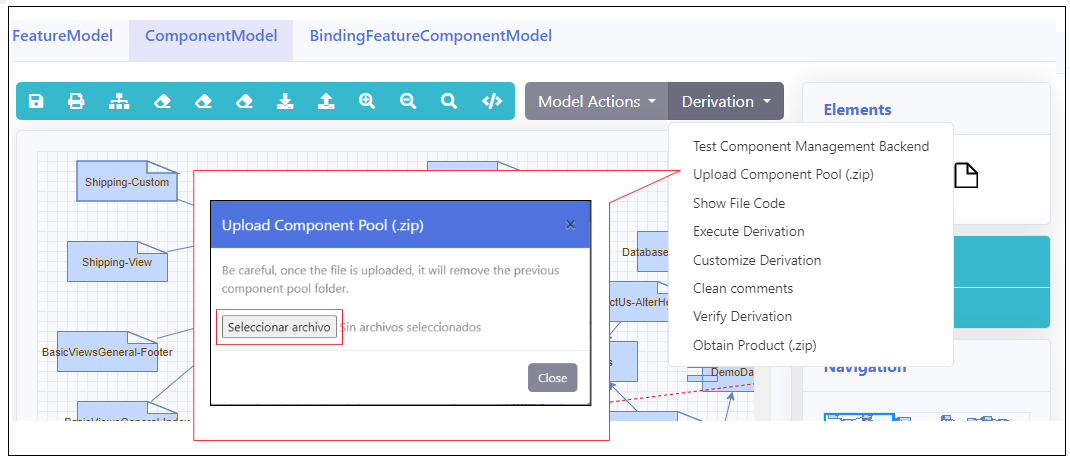 FeatureModel ComponentModel BindingFeatureComponentModel
Model Actions Derivation
Elements
Test Component Management Backend
Upload Component Pool (.zip)
Show File Code
Execute Derivation
Customize Derivation
Clean comments
Verify Derivation
Obtain Product (.zip)
Shipping-Custom
Shipping-View
BasicViewsGeneral-Footer
BasicViewsGeneral-Index
Upload Component Pool (.zip) ×
Be careful, once the file is uploaded, it will remove the previous
component pool folder.
Seleccionar archivo Sin archivos seleccionados
Close
Database
ctUs-AlterHe
s
DemoDa
Navigation